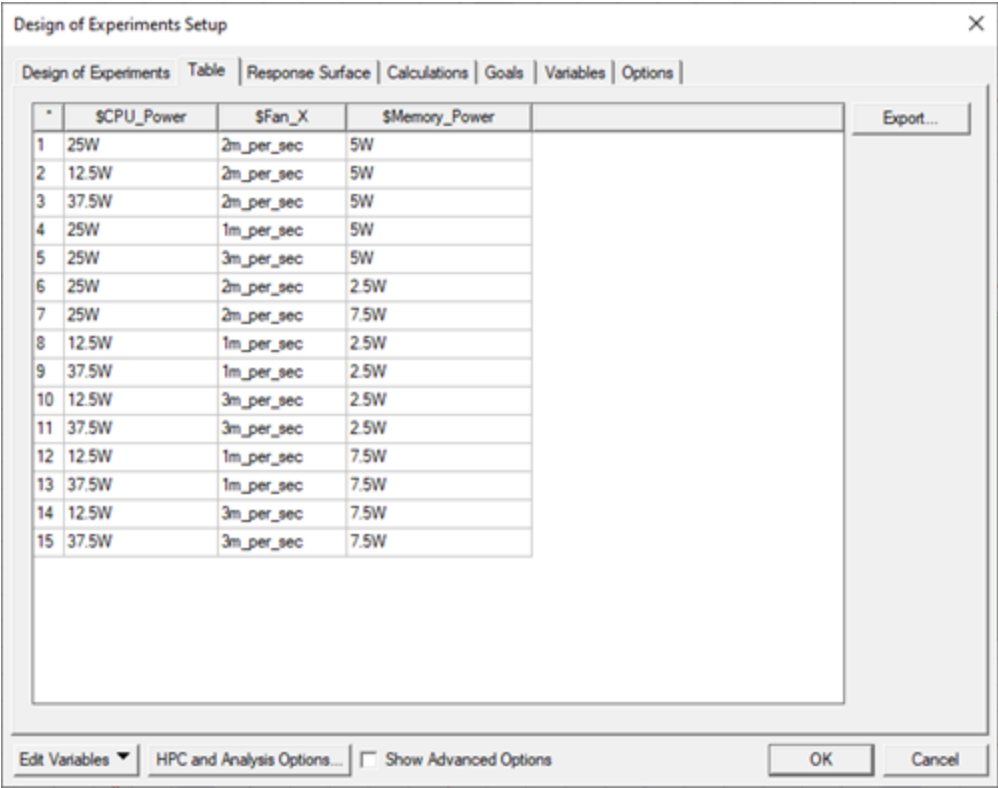 Design of Experiments Setup
Design of Experiments Table Response Surface Calculations Goals Variables Options
* $CPU_Power $Fan_X $Memory_Power Export...
1 25W 2m_per_sec 5W
2 12.5W 2m_per_sec 5W
3 37.5W 2m_per_sec 5W
4 25W 1m_per_sec 5W
5 25W 3m_per_sec 5W
6 25W 2m_per_sec 2.5W
7 25W 2m_per_sec 7.5W
8 12.5W 1m_per_sec 2.5W
9 37.5W 1m_per_sec 2.5W
10 12.5W 3m_per_sec 2.5W
11 37.5W 3m_per_sec 2.5W
12 12.5W 1m_per_sec 7.5W
13 37.5W 1m_per_sec 7.5W
14 12.5W 3m_per_sec 7.5W
15 37.5W 3m_per_sec 7.5W
Edit Variables HPC and Analysis Options... Show Advanced Options OK Cancel